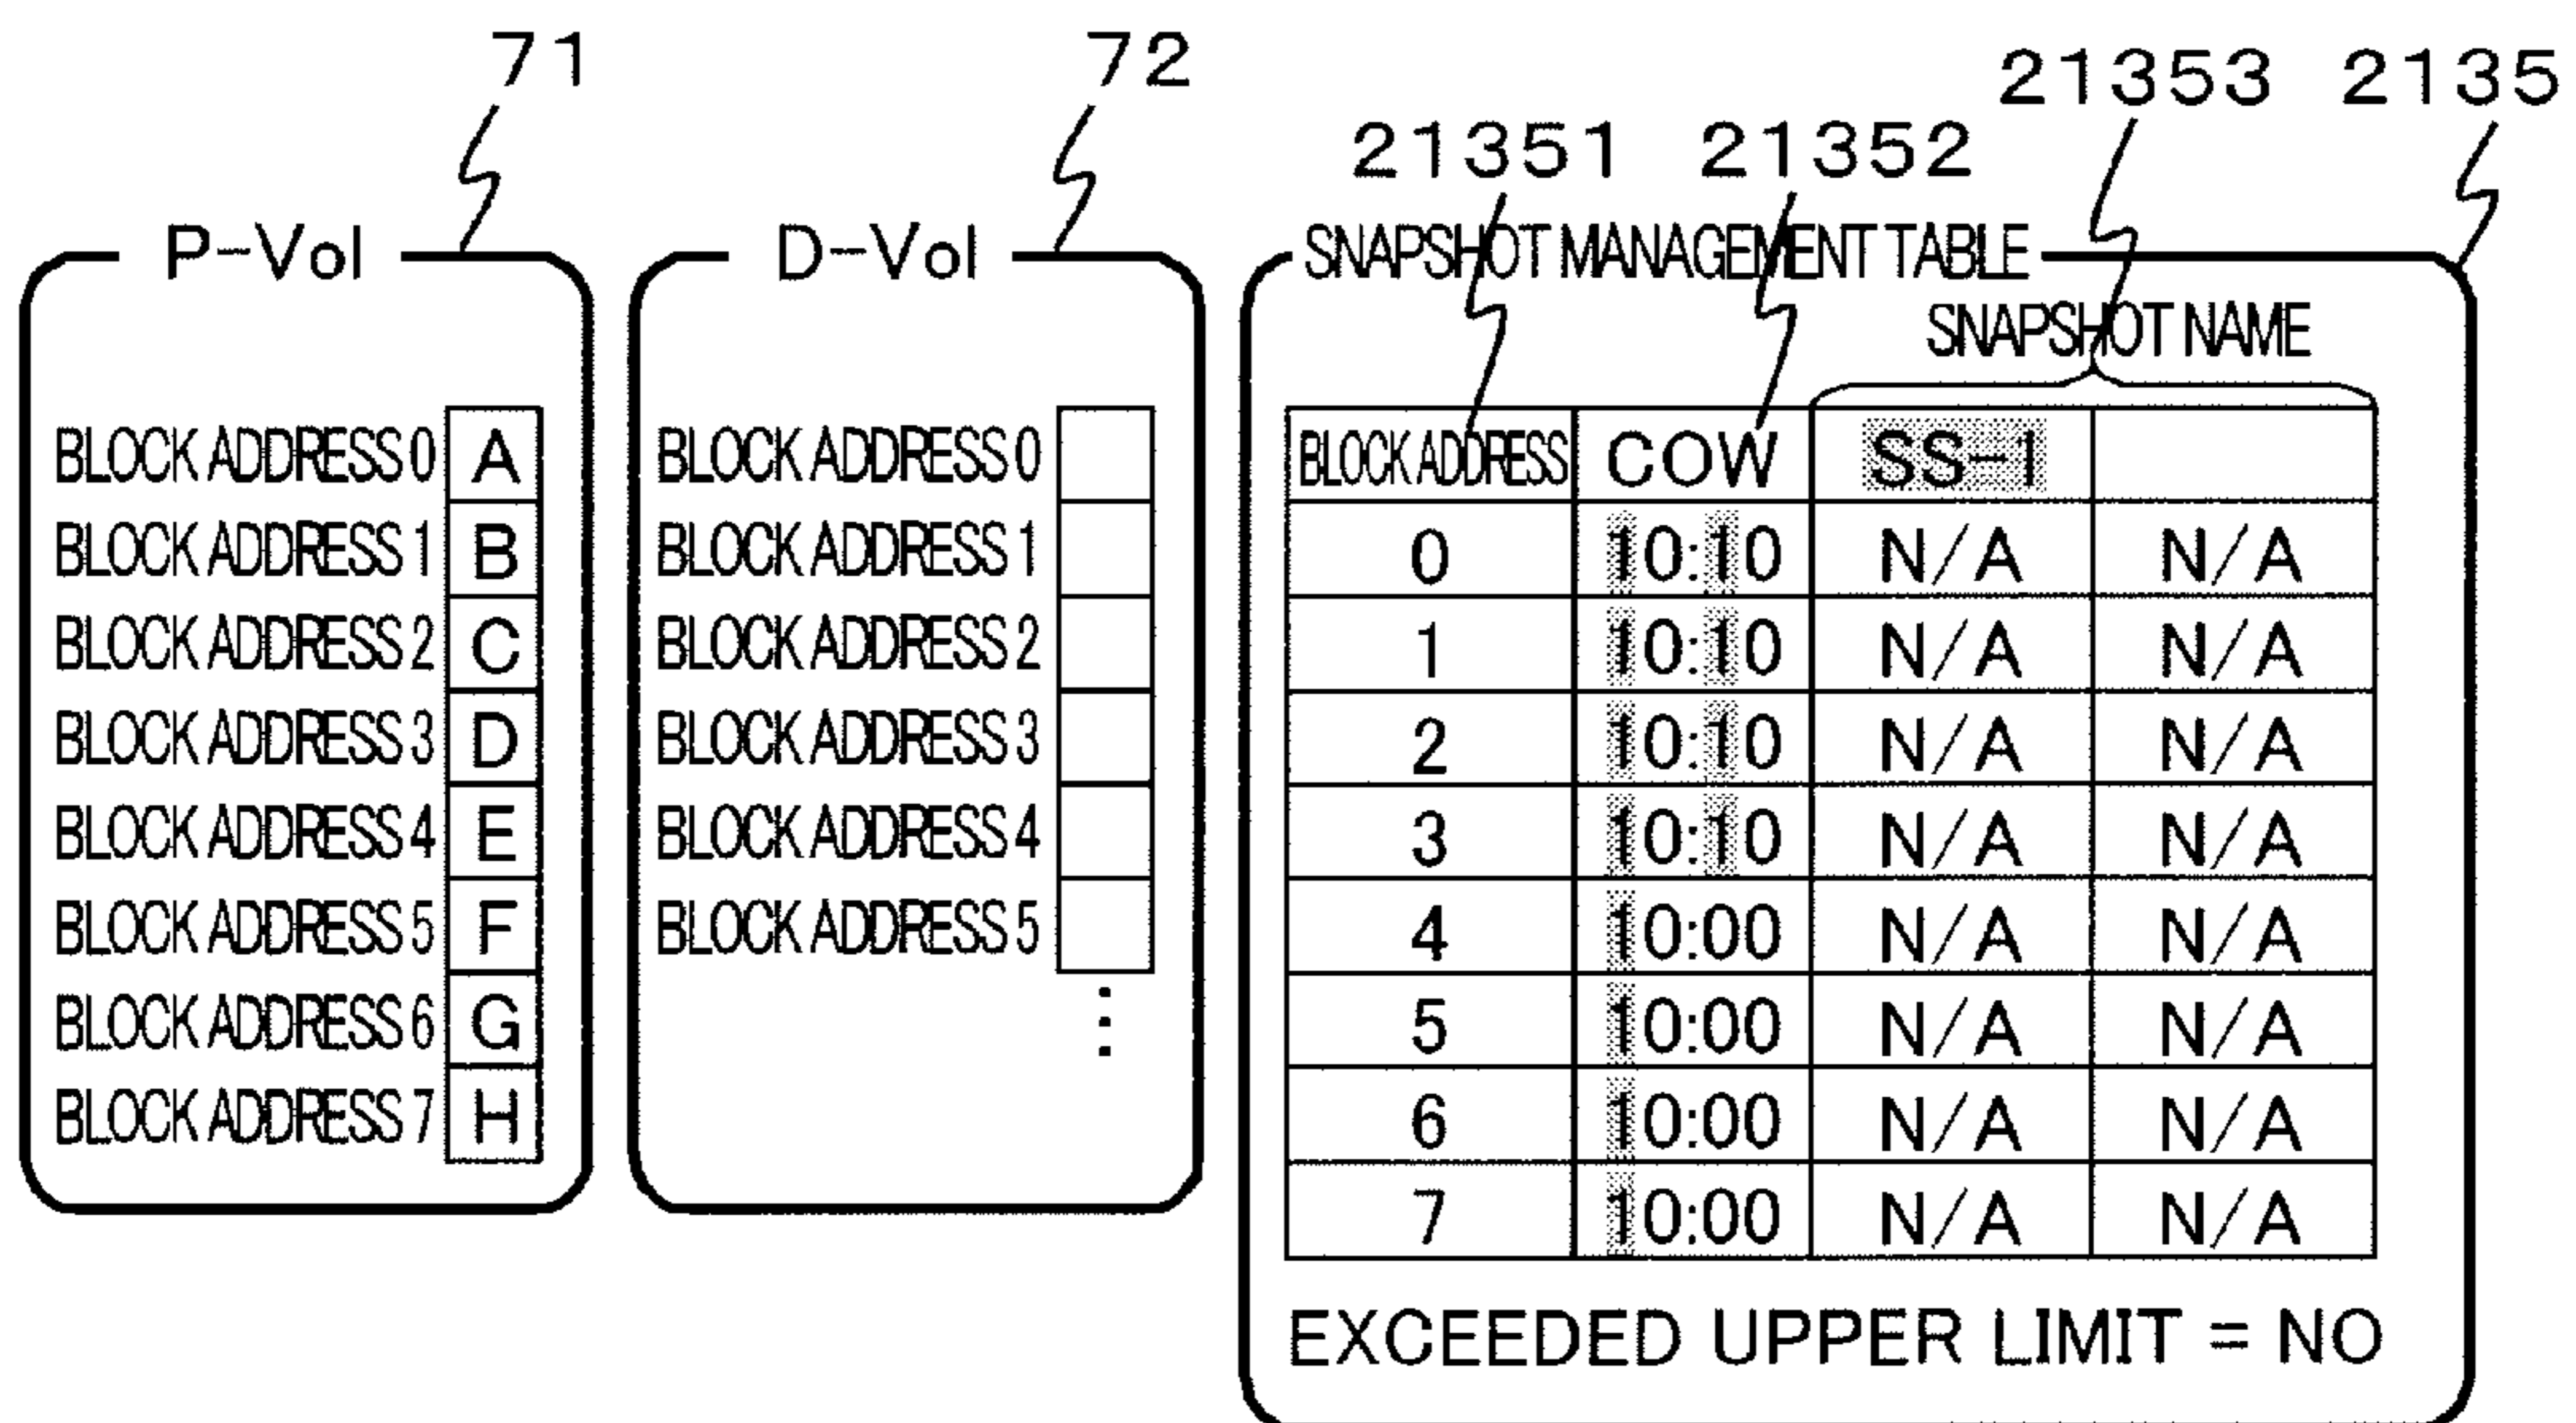 71
72
21353 2135
21351 21352
P-Vol
BLOCK ADDRESS 0 A
BLOCK ADDRESS 1 B
BLOCK ADDRESS 2 C
BLOCK ADDRESS 3 D
BLOCK ADDRESS 4 E
BLOCK ADDRESS 5 F
BLOCK ADDRESS 6 G
BLOCK ADDRESS 7 H
D-Vol
BLOCK ADDRESS 0
BLOCK ADDRESS 1
BLOCK ADDRESS 2
BLOCK ADDRESS 3
BLOCK ADDRESS 4
BLOCK ADDRESS 5
SNAPSHOT MANAGEMENT TABLE
SNAPSHOT NAME
BLOCK ADDRESS COW SS-1
0 10:10 N/A N/A
1 10:10 N/A N/A
2 10:10 N/A N/A
3 10:10 N/A N/A
4 10:00 N/A N/A
5 10:00 N/A N/A
6 10:00 N/A N/A
7 10:00 N/A N/A
EXCEEDED UPPER LIMIT = NO